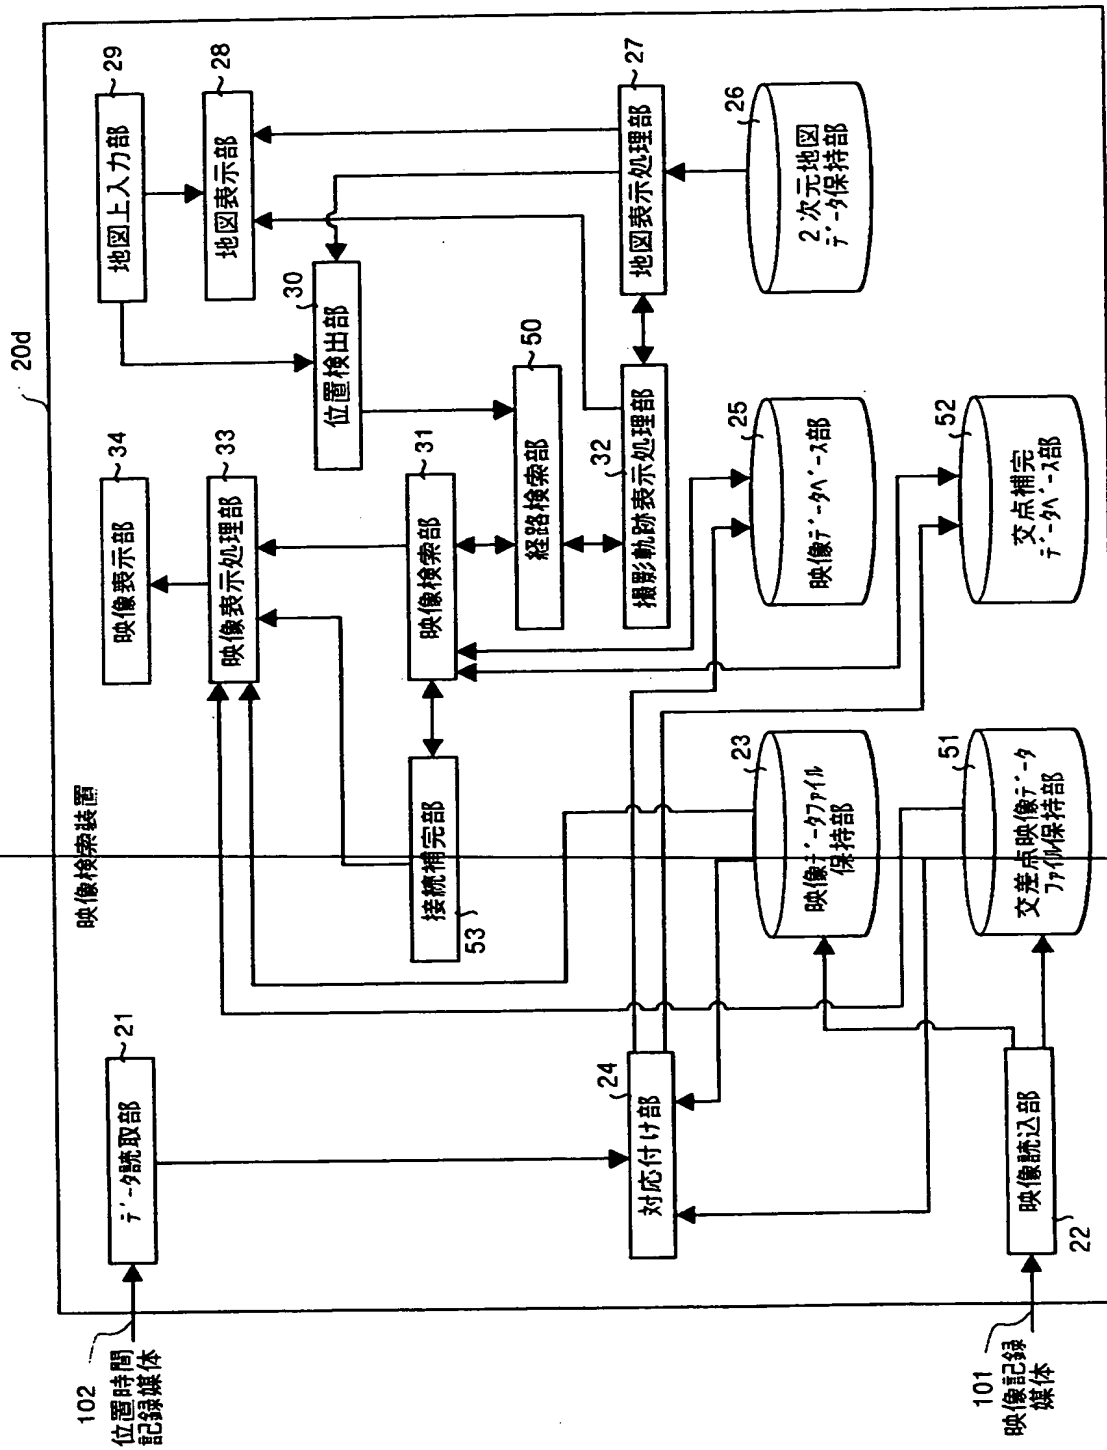 20d
映像検索装置
102
位置時間
記録媒体
データ読取部
21
映像表示部
34
地図上入力部
29
映像表示処理部
33
地図表示部
28
位置検出部
30
接続補完部
53
映像検索部
31
経路検索部
50
対応付け部
24
撮影軌跡表示処理部
32
地図表示処理部
27
映像データファイル
保持部
23
映像データベース部
25
2次元地図
データ保持部
26
101
映像記録
媒体
映像読込部
22
交差点映像データ
ファイル保持部
51
交点補完
データベース部
52